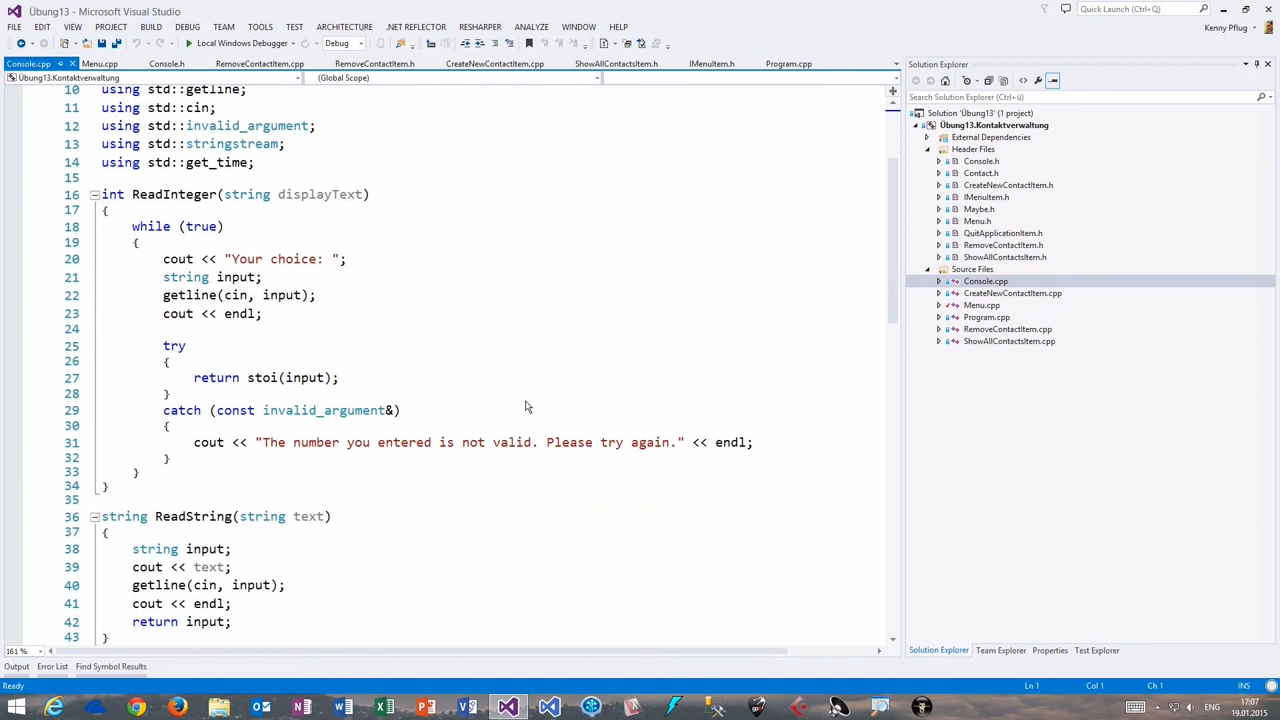 Übung13 - Microsoft Visual Studio
Quick Launch (Ctrl+Q)
FILE EDIT VIEW PROJECT BUILD DEBUG TEAM TOOLS TEST ARCHITECTURE .NET REFLECTOR RESHARPER ANALYZE WINDOW HELP
Kenny Pflug
Local Windows Debugger Debug
Console.cpp Menu.cpp Console.h RemoveContactItem.cpp RemoveContactItem.h CreateNewContactItem.cpp ShowAllContactsItem.h IMenuItem.h Program.cpp
Übung13.Kontaktverwaltung (Global Scope)
10 using std::getline;
11 using std::cin;
12 using std::invalid_argument;
13 using std::stringstream;
14 using std::get_time;
15
16 int ReadInteger(string displayText)
17 {
18 while (true)
19 {
20 cout << "Your choice: ";
21 string input;
22 getline(cin, input);
23 cout << endl;
24
25 try
26 {
27 return stoi(input);
28 }
29 catch (const invalid_argument&)
30 {
31 cout << "The number you entered is not valid. Please try again." << endl;
32 }
33 }
34 }
35
36 string ReadString(string text)
37 {
38 string input;
39 cout << text;
40 getline(cin, input);
41 cout << endl;
42 return input;
43 }
161 %
Solution Explorer
Search Solution Explorer (Ctrl+ü)
Solution 'Übung13' (1 project)
Übung13.Kontaktverwaltung
External Dependencies
Header Files
Console.h
Contact.h
CreateNewContactItem.h
IMenuItem.h
Maybe.h
Menu.h
QuitApplicationItem.h
RemoveContactItem.h
ShowAllContactsItem.h
Source Files
Console.cpp
CreateNewContactItem.cpp
Menu.cpp
Program.cpp
RemoveContactItem.cpp
ShowAllContactsItem.cpp
Solution Explorer Team Explorer Properties Test Explorer
Output Error List Find Symbol Results
Ready Ln 1 Col 1 Ch 1 INS
17:07
19.01.2015